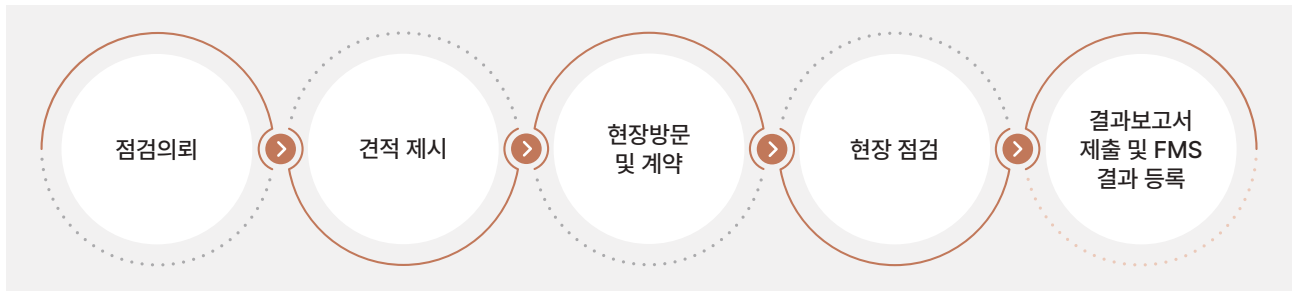 점검의뢰
견적 제시
현장방문
및 계약
현장 점검
결과보고서
제출 및 FMS
결과 등록